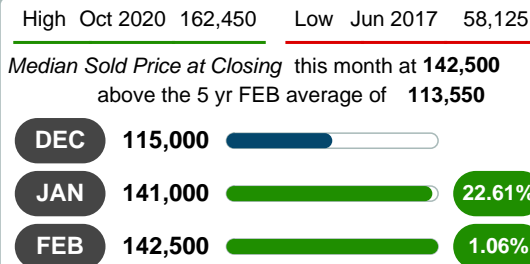 High Oct 2020 162,450 Low Jun 2017 58,125
Median Sold Price at Closing this month at 142,500
above the 5 yr FEB average of 113,550
DEC 115,000
JAN 141,000 22.61%
FEB 142,500 1.06%